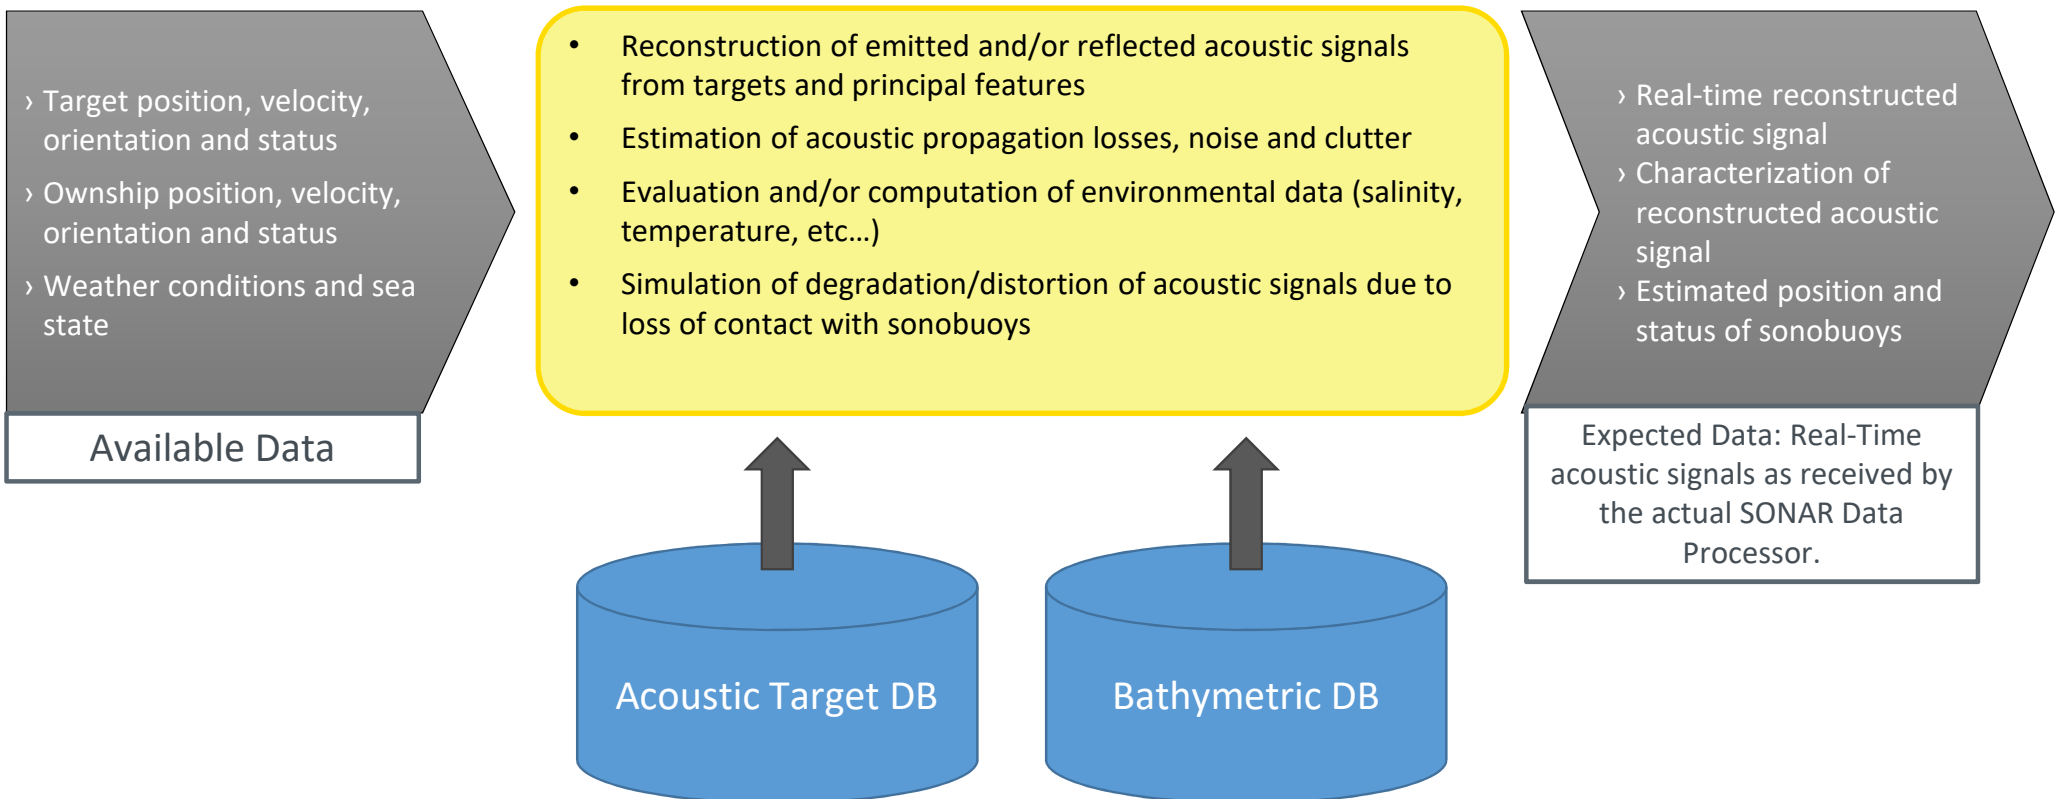 › Target position, velocity,
orientation and status
› Ownship position, velocity,
orientation and status
› Weather conditions and sea
state
Available Data
• Reconstruction of emitted and/or reflected acoustic signals
from targets and principal features
• Estimation of acoustic propagation losses, noise and clutter
• Evaluation and/or computation of environmental data (salinity,
temperature, etc…)
• Simulation of degradation/distortion of acoustic signals due to
loss of contact with sonobuoys
› Real-time reconstructed
acoustic signal
› Characterization of
reconstructed acoustic
signal
› Estimated position and
status of sonobuoys
Expected Data: Real-Time
acoustic signals as received by
the actual SONAR Data
Processor.
Acoustic Target DB
Bathymetric DB